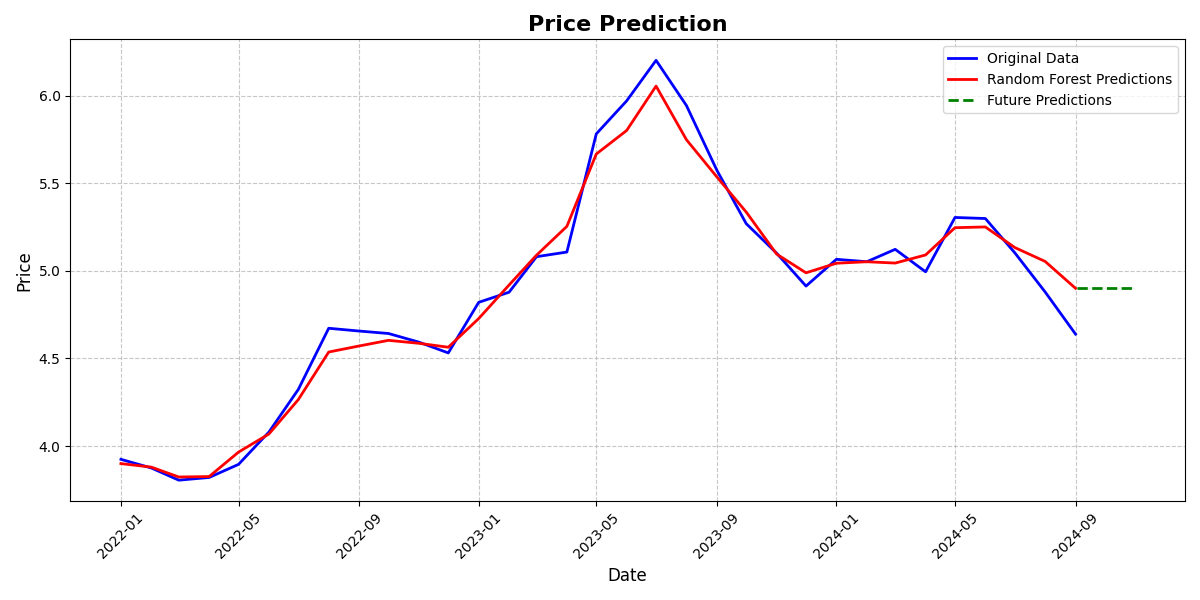 Price Prediction
Original Data
Random Forest Predictions
Future Predictions
Price
6.0
5.5
5.0
4.5
4.0
2022-01
2022-05
2022-09
2023-01
2023-05
2023-09
2024-01
2024-05
2024-09
Date